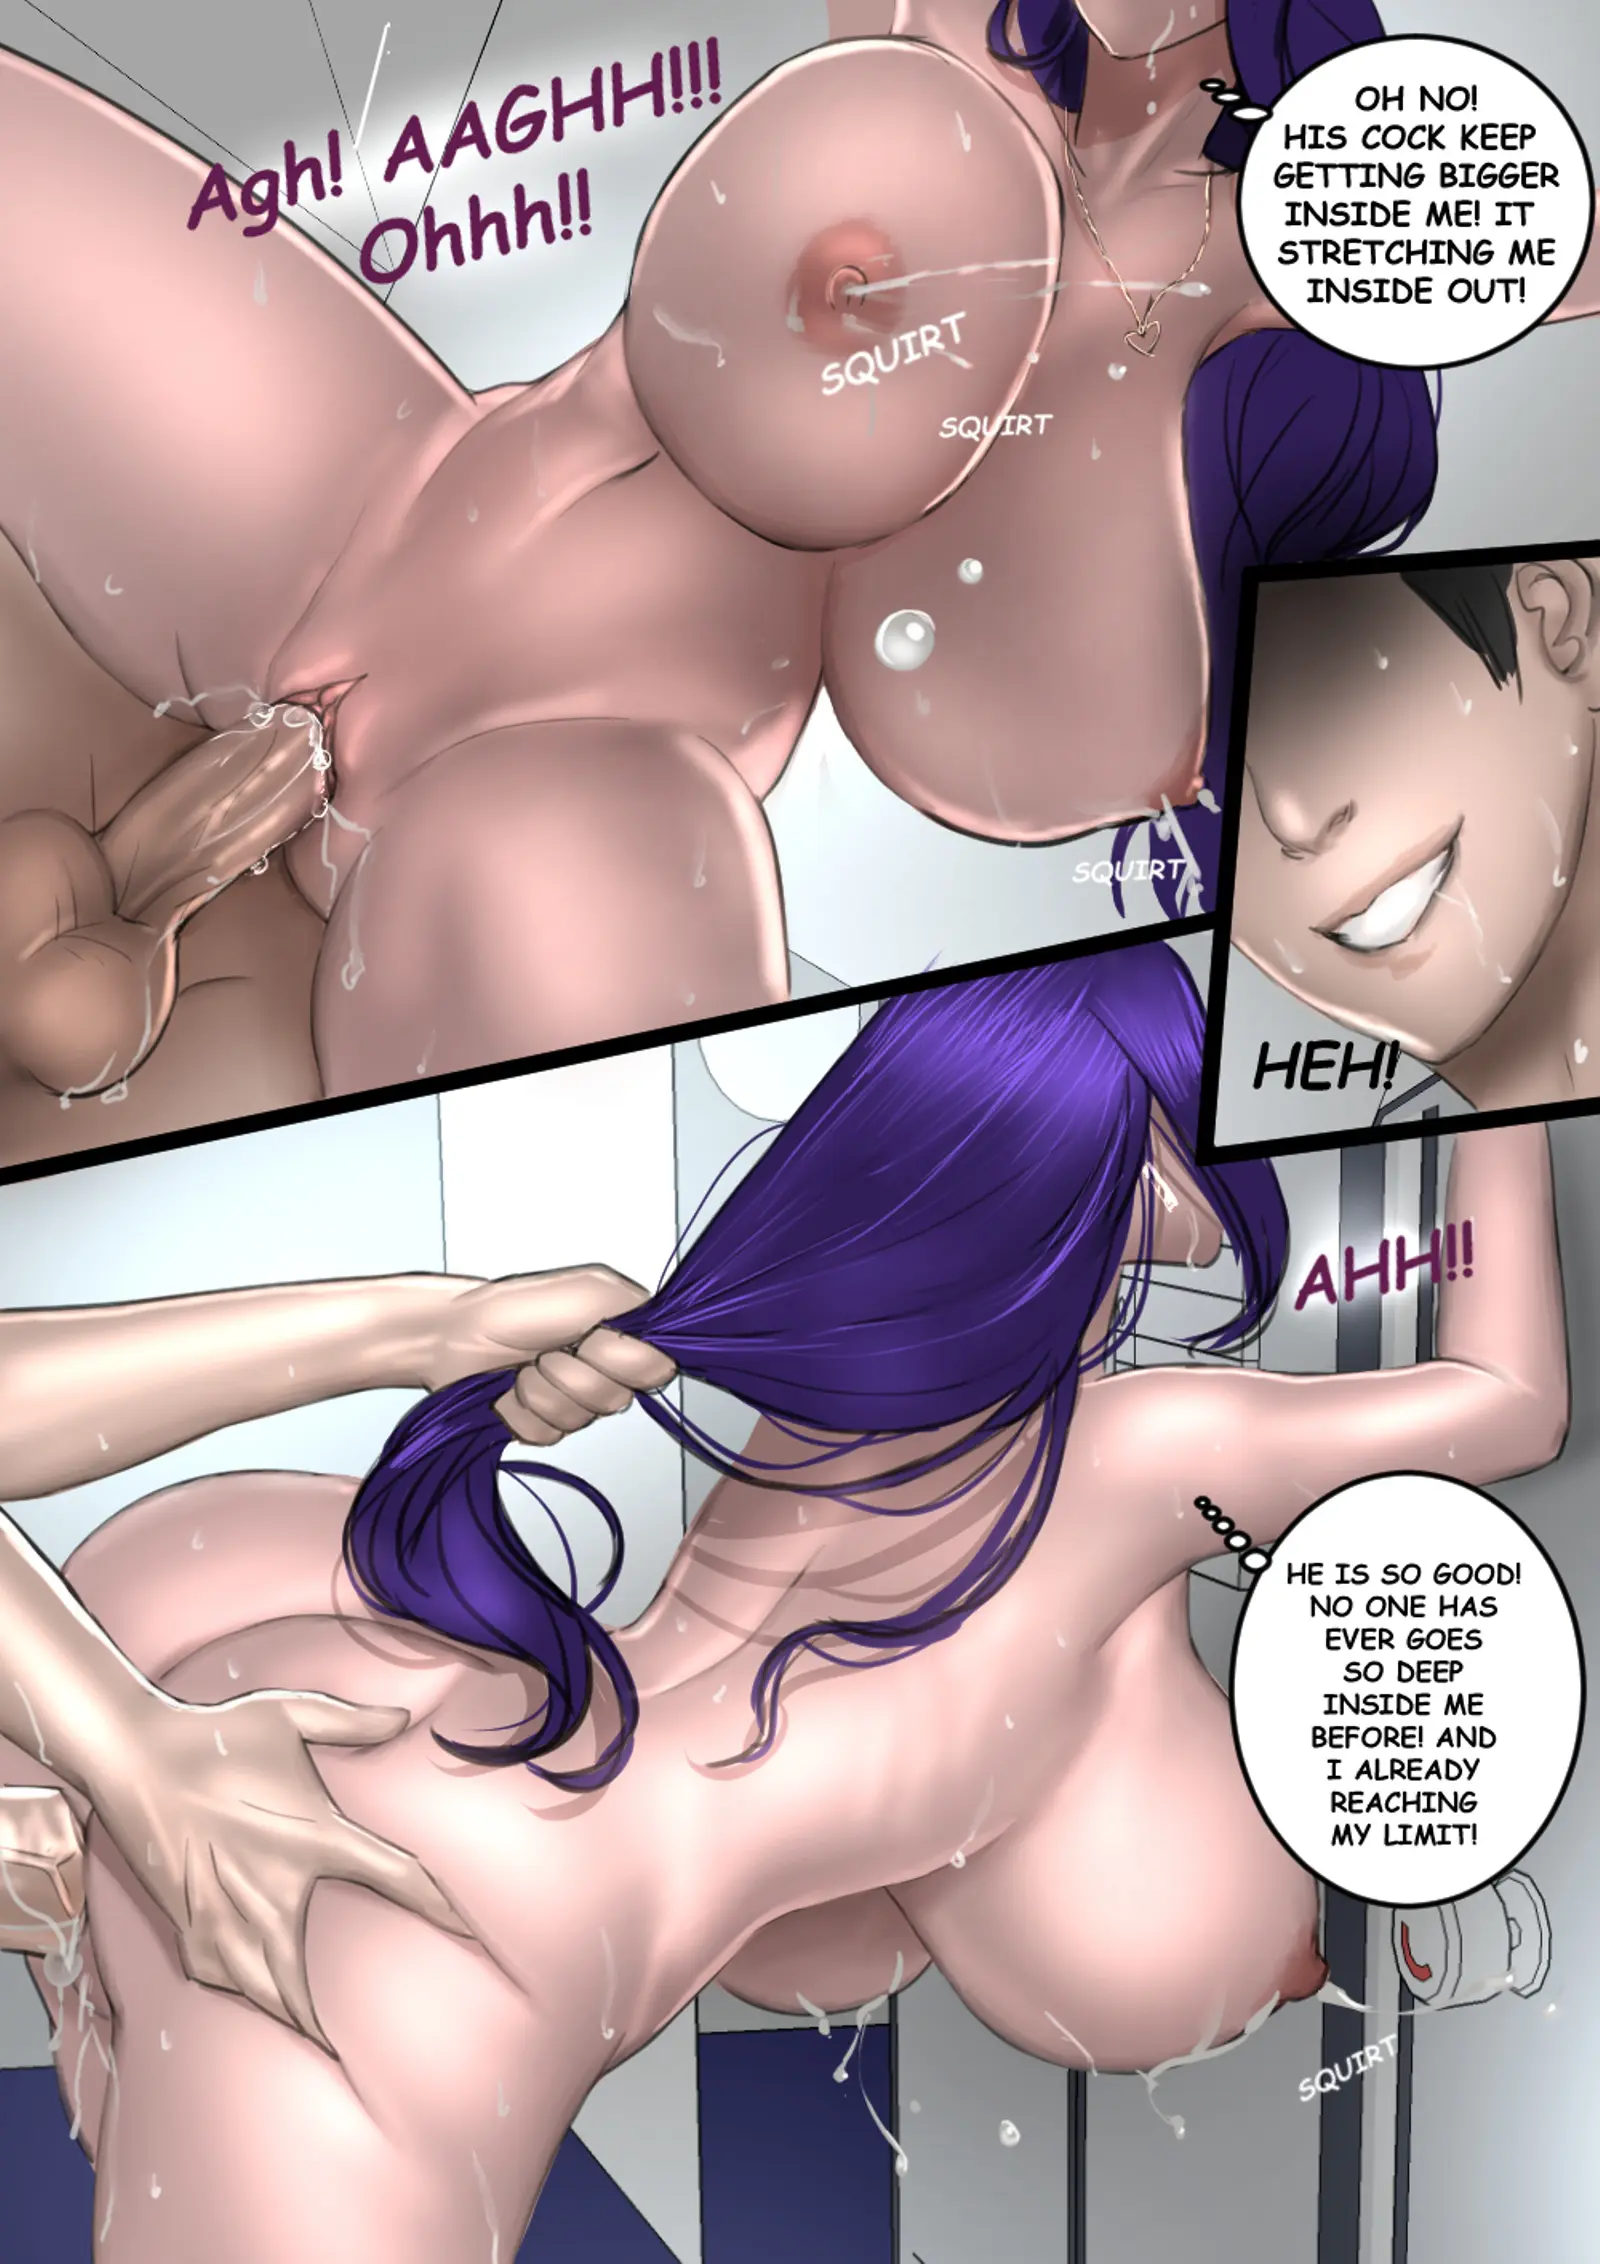 Agh! AAGHH!!!
Ohhh!!
OH NO!
HIS COCK KEEP
GETTING BIGGER
INSIDE ME! IT
STRETCHING ME
INSIDE OUT!
SQUIRT
SQUIRT
SQUIRT
HEH!
AHH!!
HE IS SO GOOD!
NO ONE HAS
EVER GOES
SO DEEP
INSIDE ME
BEFORE! AND
I ALREADY
REACHING
MY LIMIT!
SQUIRT